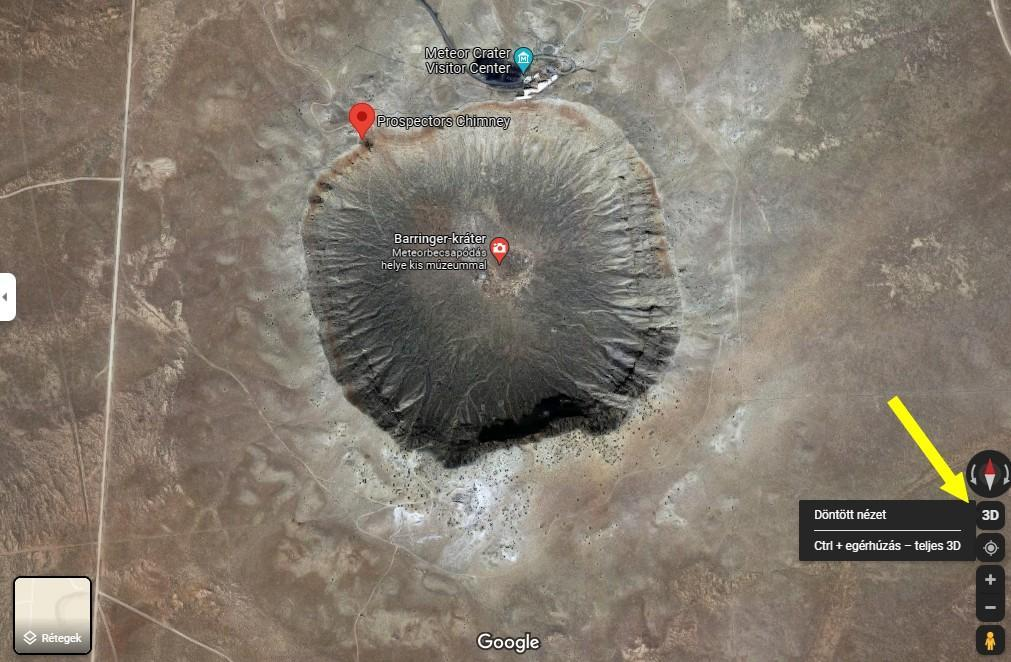 Meteor Crater
Visitor Center
Prospectors Chimney
Barringer-kráter
Meteorbecsapódás
helye kis múzeummal
3D
Döntött nézet
Ctrl + egérhúzás – teljes 3D
+
−
Rétegek
Google